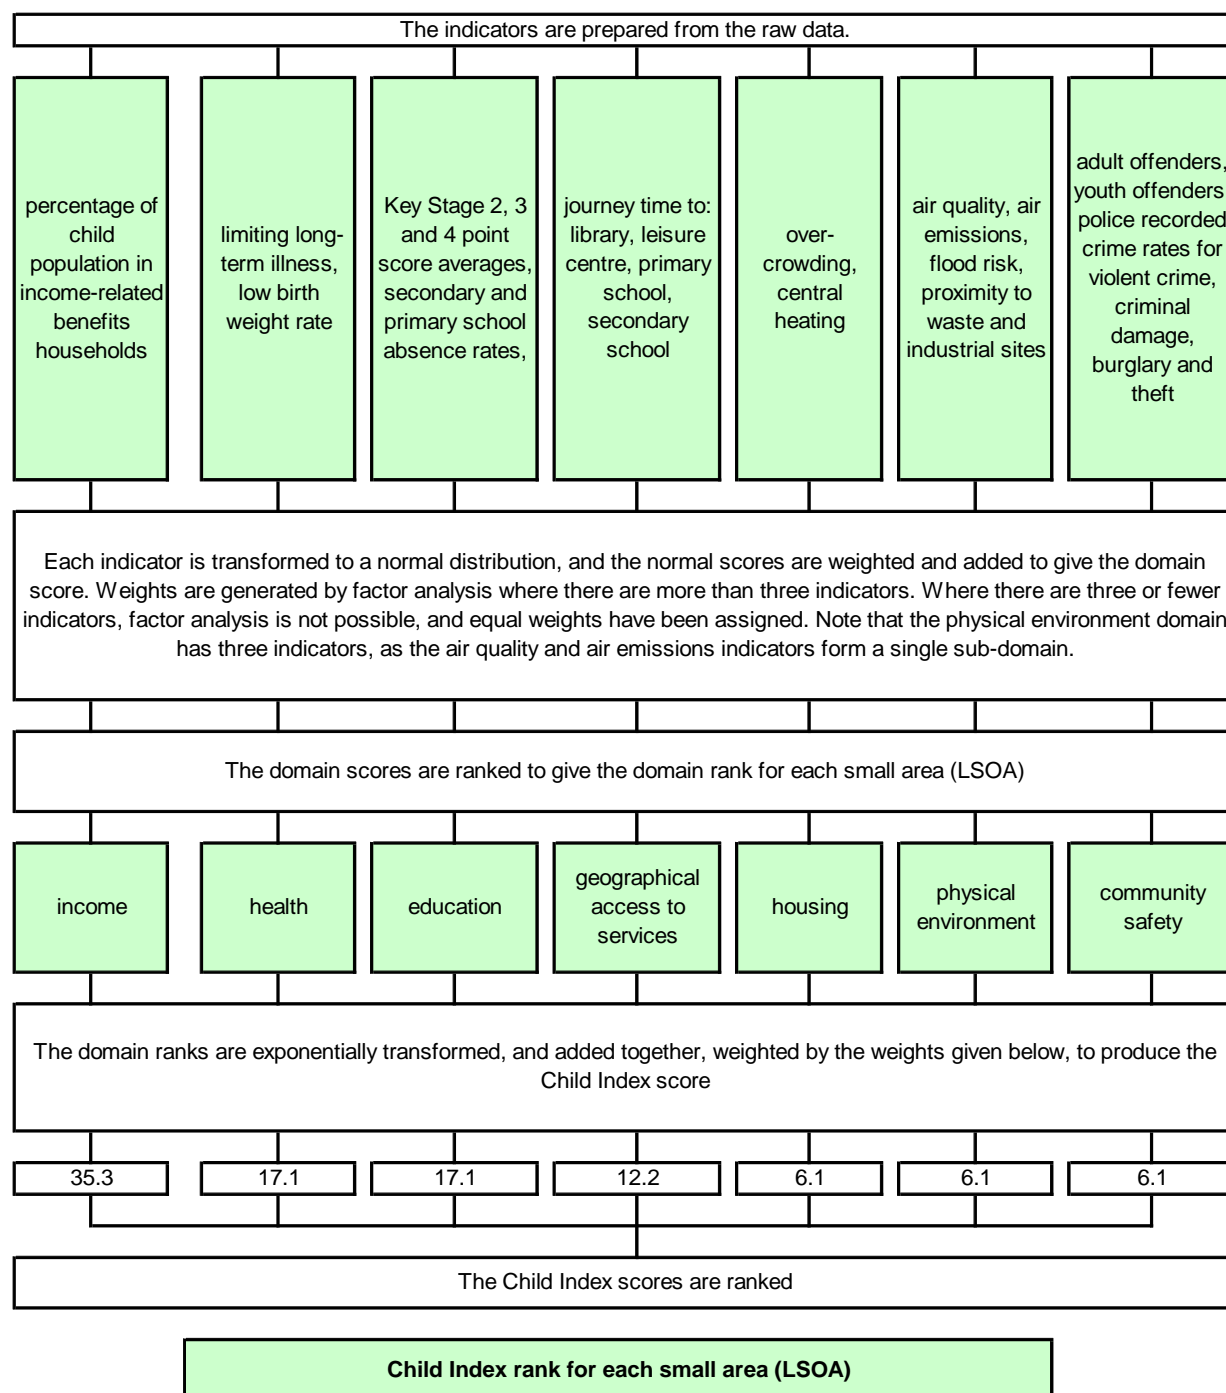 The indicators are prepared from the raw data.
percentage of
child
population in
income-related
benefits
households
limiting long-
term illness,
low birth
weight rate
Key Stage 2, 3
and 4 point
score averages,
secondary and
primary school
absence rates,
journey time to:
library, leisure
centre, primary
school,
secondary
school
over-
crowding,
central
heating
air quality, air
emissions,
flood risk,
proximity to
waste and
industrial sites
adult offenders,
youth offenders
police recorded
crime rates for
violent crime,
criminal
damage,
burglary and
theft
Each indicator is transformed to a normal distribution, and the normal scores are weighted and added to give the domain
score. Weights are generated by factor analysis where there are more than three indicators. Where there are three or fewer
indicators, factor analysis is not possible, and equal weights have been assigned. Note that the physical environment domain
has three indicators, as the air quality and air emissions indicators form a single sub-domain.
The domain scores are ranked to give the domain rank for each small area (LSOA)
income
health
education
geographical
access to
services
housing
physical
environment
community
safety
The domain ranks are exponentially transformed, and added together, weighted by the weights given below, to produce the
Child Index score
35.3
17.1
17.1
12.2
6.1
6.1
6.1
The Child Index scores are ranked
Child Index rank for each small area (LSOA)